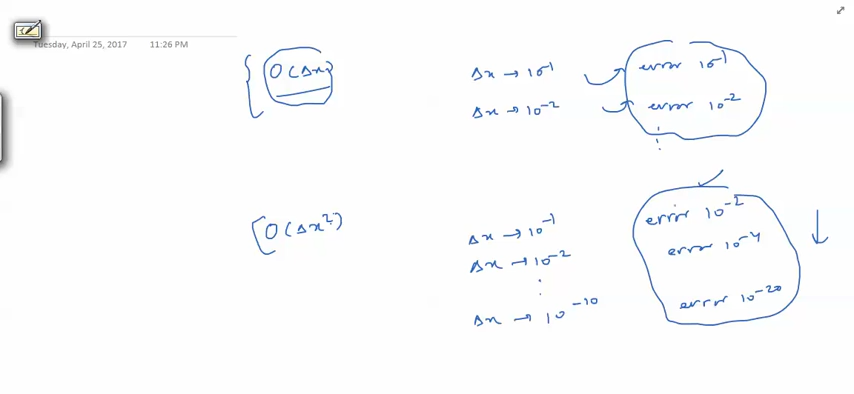 Tuesday, April 25, 2017 11:26 PM
O(Δx)
Δx → 10⁻¹ error 10⁻¹
Δx → 10⁻² error 10⁻²
⋮
O(Δx²)
Δx → 10⁻¹ error 10⁻²
Δx → 10⁻² error 10⁻⁴
⋮
Δx → 10⁻¹⁰ error 10⁻²⁰